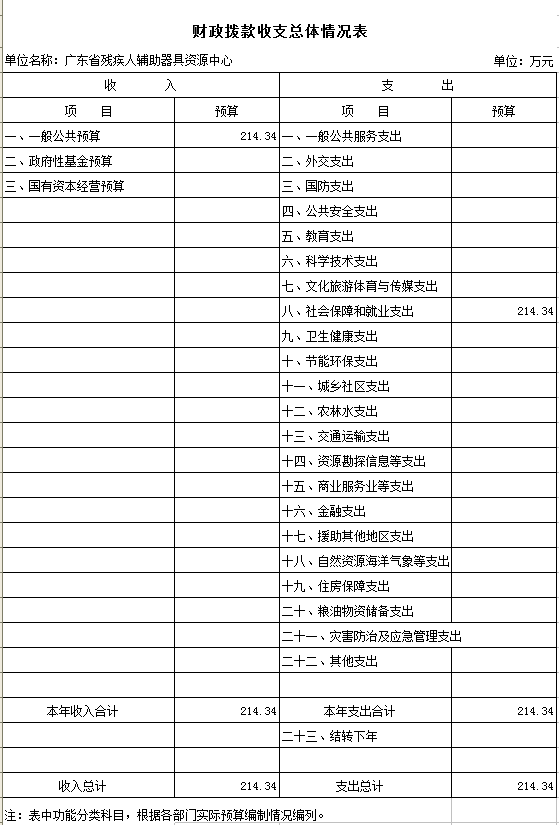 财政拨款收支总体情况表
单位名称：广东省残疾人辅助器具资源中心 单位：万元
收 入 支 出
项 目 预算 项 目 预算
一、一般公共预算 214.34 一、一般公共服务支出
二、政府性基金预算 二、外交支出
三、国有资本经营预算 三、国防支出
四、公共安全支出
五、教育支出
六、科学技术支出
七、文化旅游体育与传媒支出
八、社会保障和就业支出 214.34
九、卫生健康支出
十、节能环保支出
十一、城乡社区支出
十二、农林水支出
十三、交通运输支出
十四、资源勘探信息等支出
十五、商业服务业等支出
十六、金融支出
十七、援助其他地区支出
十八、自然资源海洋气象等支出
十九、住房保障支出
二十、粮油物资储备支出
二十一、灾害防治及应急管理支出
二十二、其他支出
本年收入合计 214.34 本年支出合计 214.34
二十三、结转下年
收入总计 214.34 支出总计 214.34
注：表中功能分类科目，根据各部门实际预算编制情况编列。